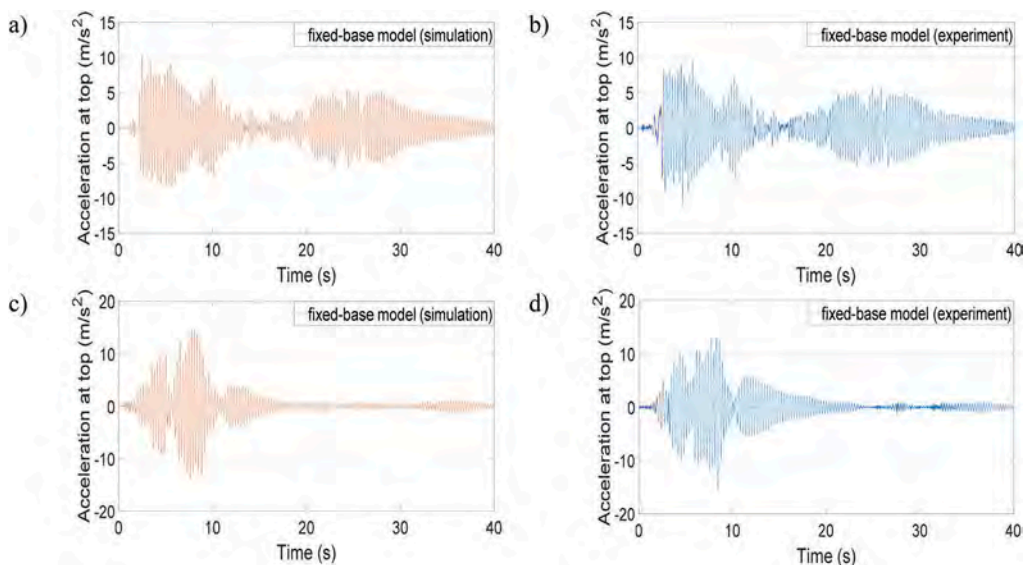 a)
Acceleration at top (m/s²)
15
10
5
0
-5
-10
-15
fixed-base model (simulation)
0 10 20 30 40
Time (s)
b)
Acceleration at top (m/s²)
15
10
5
0
-5
-10
-15
fixed-base model (experiment)
0 10 20 30 40
Time (s)
c)
Acceleration at top (m/s²)
20
10
0
-10
-20
fixed-base model (simulation)
0 10 20 30 40
Time (s)
d)
Acceleration at top (m/s²)
20
10
0
-10
-20
fixed-base model (experiment)
0 10 20 30 40
Time (s)